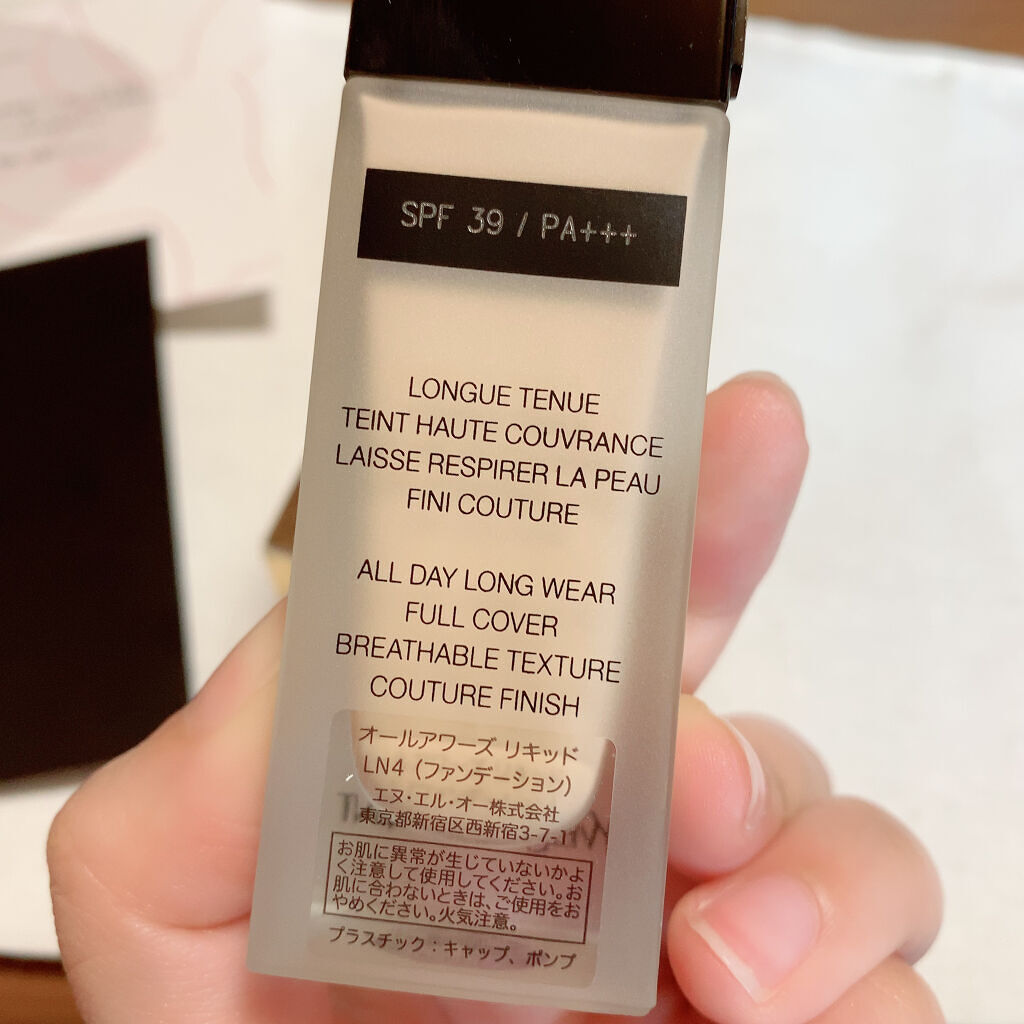 SPF 39 / PA+++
LONGUE TENUE
TEINT HAUTE COUVRANCE
LAISSE RESPIRER LA PEAU
FINI COUTURE
ALL DAY LONG WEAR
FULL COVER
BREATHABLE TEXTURE
COUTURE FINISH
オールアワーズ リキッド
LN4 (ファンデーション)
エヌ・エル・オー株式会社
東京都新宿区西新宿3-7-1
お肌に異常が生じていないかよ
く注意して使用してください。お
肌に合わないときは、ご使用をお
やめください。火気注意。
プラスチック：キャップ、ポンプ